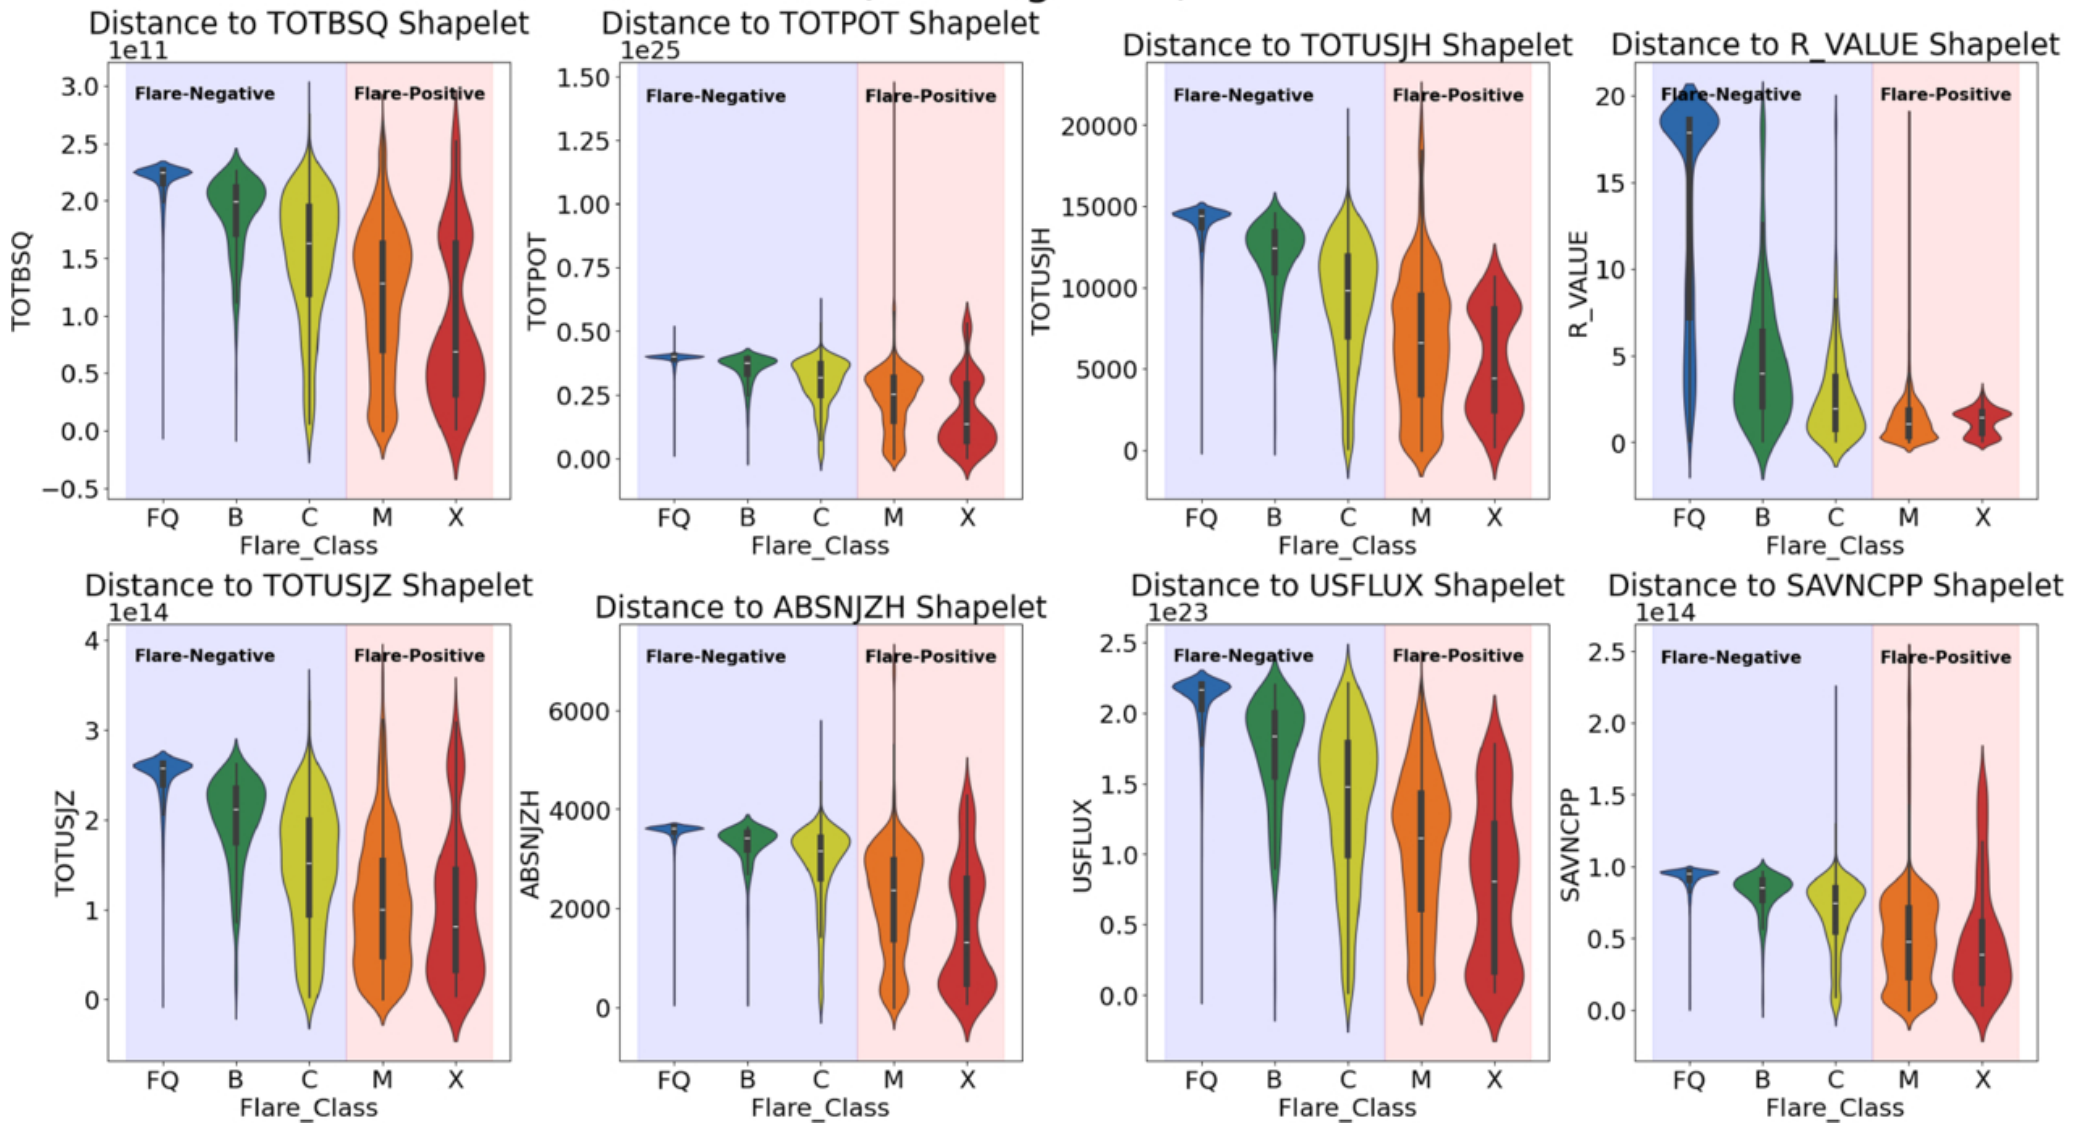 Distance to TOTBSQ Shapelet
1e11
Flare-Negative
Flare-Positive
TOTBSQ
3.0
2.5
2.0
1.5
1.0
0.5
0.0
−0.5
FQ B C M X
Flare_Class
Distance to TOTPOT Shapelet
1e25
Flare-Negative
Flare-Positive
TOTPOT
1.50
1.25
1.00
0.75
0.50
0.25
0.00
FQ B C M X
Flare_Class
Distance to TOTUSJH Shapelet
Flare-Negative
Flare-Positive
TOTUSJH
20000
15000
10000
5000
0
FQ B C M X
Flare_Class
Distance to R_VALUE Shapelet
Flare-Negative
Flare-Positive
R_VALUE
20
15
10
5
0
FQ B C M X
Flare_Class
Distance to TOTUSJZ Shapelet
1e14
Flare-Negative
Flare-Positive
TOTUSJZ
4
3
2
1
0
FQ B C M X
Flare_Class
Distance to ABSNJZH Shapelet
Flare-Negative
Flare-Positive
ABSNJZH
6000
4000
2000
0
FQ B C M X
Flare_Class
Distance to USFLUX Shapelet
1e23
Flare-Negative
Flare-Positive
USFLUX
2.5
2.0
1.5
1.0
0.5
0.0
FQ B C M X
Flare_Class
Distance to SAVNCPP Shapelet
1e14
Flare-Negative
Flare-Positive
SAVNCPP
2.5
2.0
1.5
1.0
0.5
0.0
FQ B C M X
Flare_Class